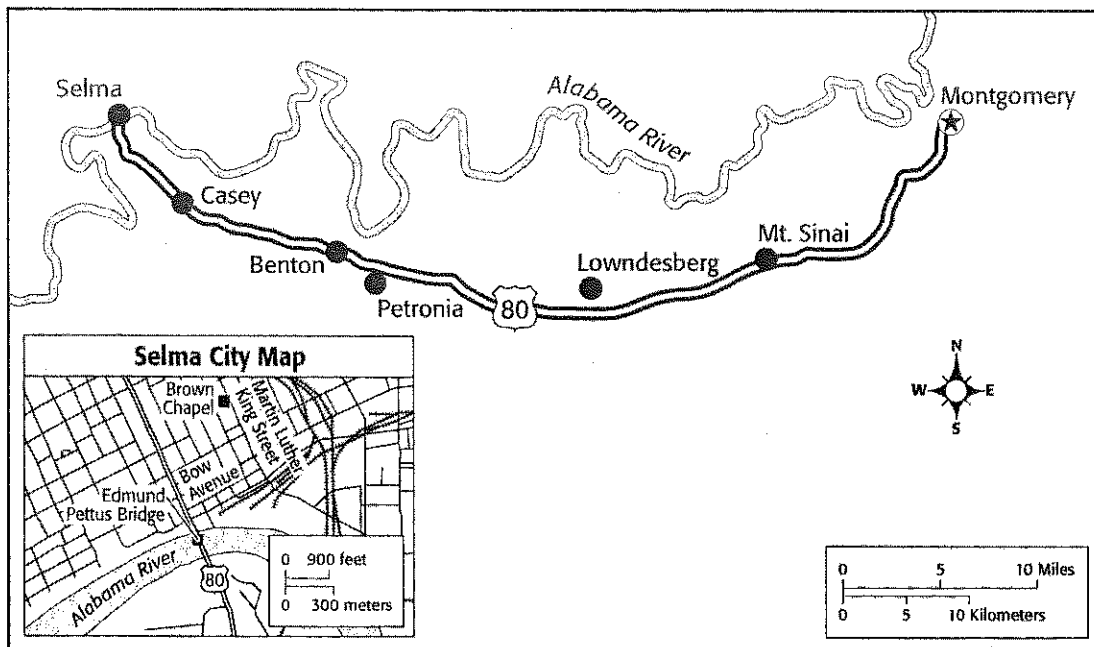 Selma
Alabama River
Montgomery
Casey
Benton
Petronia
80
Lowndesberg
Mt. Sinai
N
W E
S
Selma City Map
Brown
Chapel
Martin Luther
King Street
Bow
Avenue
Edmund
Pettus Bridge
Alabama River
80
0 900 feet
0 300 meters
0 5 10 Miles
0 5 10 Kilometers